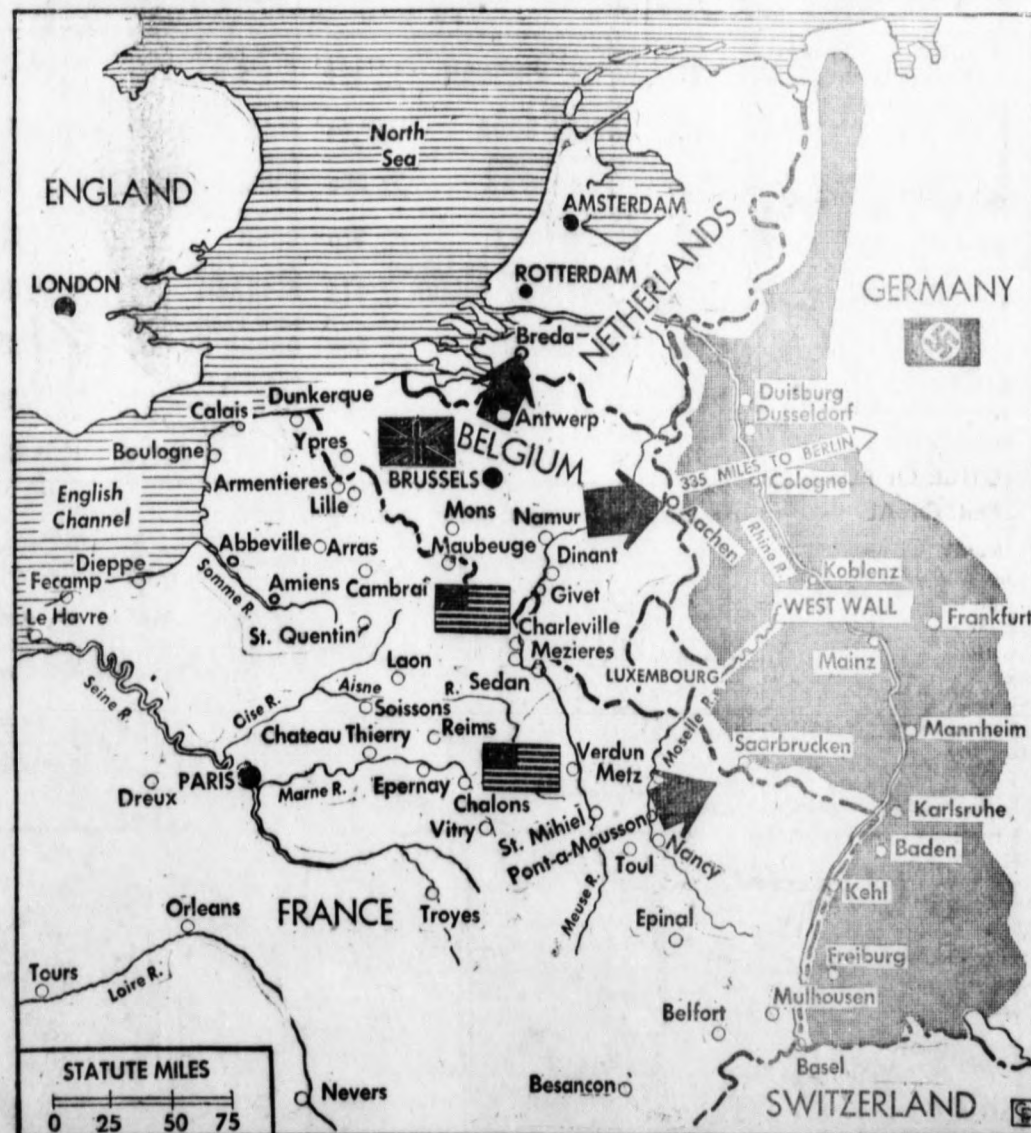 North
Sea
ENGLAND
AMSTERDAM
LONDON
ROTTERDAM
NETHERLANDS
GERMANY
Breda
Dunkerque
Calais
Antwerp
Duisburg
Dusseldorf
Boulogne
Ypres
BELGIUM
335 MILES TO BERLIN
Armentieres
BRUSSELS
Cologne
English
Channel
Lille
Mons
Namur
Aachen
Abbeville
Arras
Maubeuge
Dinant
Rhine R.
Dieppe
Fecamp
Somme R.
Amiens
Cambrai
Givet
Koblenz
WEST WALL
Le Havre
St. Quentin
Charleville
Mezieres
Frankfurt
Mainz
Seine R.
Laon
Sedan
LUXEMBOURG
Oise R.
Aisne R.
Soissons
Moselle R.
Chateau Thierry
Reims
Saarbrucken
Mannheim
PARIS
Verdun
Metz
Dreux
Marne R.
Epernay
Chalons
Karlsruhe
Vitry
St. Mihiel
Pont-a-Mousson
Toul
Nancy
Baden
Meuse R.
Kehl
Orleans
FRANCE
Troyes
Epinal
Tours
Loire R.
Freiburg
Mulhousen
Belfort
STATUTE MILES
0 25 50 75
Nevers
Besançon
Basel
SWITZERLAND